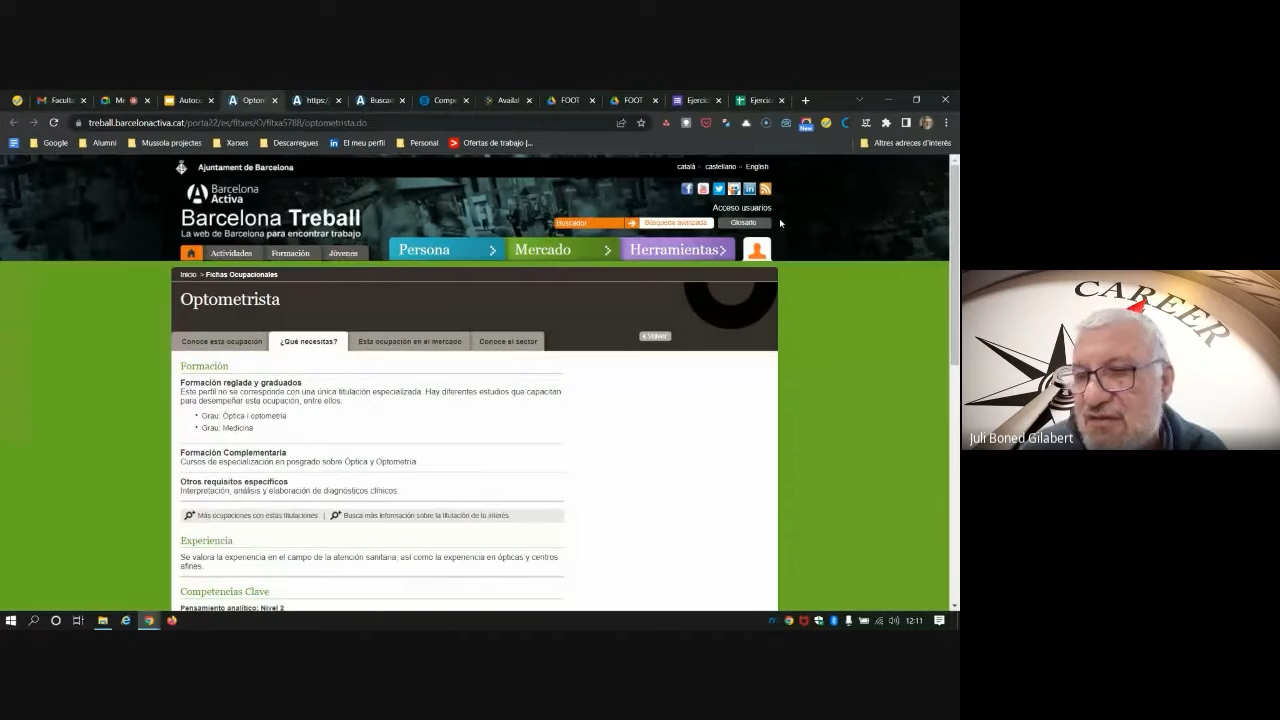 Faculta
Me
Autoco
Optom
https:/
Buscad
Compe
Availal
FOOT
FOOT
Ejercic
Ejercic
treball.barcelonactiva.cat/porta22/es/fitxes/O/fitxa5788/optometrista.do
New
Google
Alumni
Mussola projectes
Xarxes
Descarregues
El meu perfil
Personal
Ofertas de trabajo |...
Altres adreces d'interès
Ajuntament de Barcelona
català
castellano
English
Barcelona
Activa
Barcelona Treball
La web de Barcelona para encontrar trabajo
Acceso usuarios
Buscador
Búsqueda avanzada
Glosario
Actividades
Formación
Jóvenes
Persona
Mercado
Herramientas
Inicio > Fichas Ocupacionales
Optometrista
Conoce esta ocupación
¿Qué necesitas?
Esta ocupación en el mercado
Conoce el sector
Volver
Formación
Formación reglada y graduados
Este perfil no se corresponde con una única titulación especializada. Hay diferentes estudios que capacitan
para desempeñar esta ocupación, entre ellos.
• Grau: Òptica i optometria
• Grau: Medicina
Formación Complementaria
Cursos de especialización en posgrado sobre Óptica y Optometría
Otros requisitos específicos
Interpretación, análisis y elaboración de diagnósticos clínicos.
Más ocupaciones con estas titulaciones | Busca más información sobre la titulación de tu interés
Experiencia
Se valora la experiencia en el campo de la atención sanitaria, así como la experiencia en ópticas y centros
afines.
Competencias Clave
Pensamiento analítico: Nivel 2
12:11
CAREER
Juli Boned Gilabert